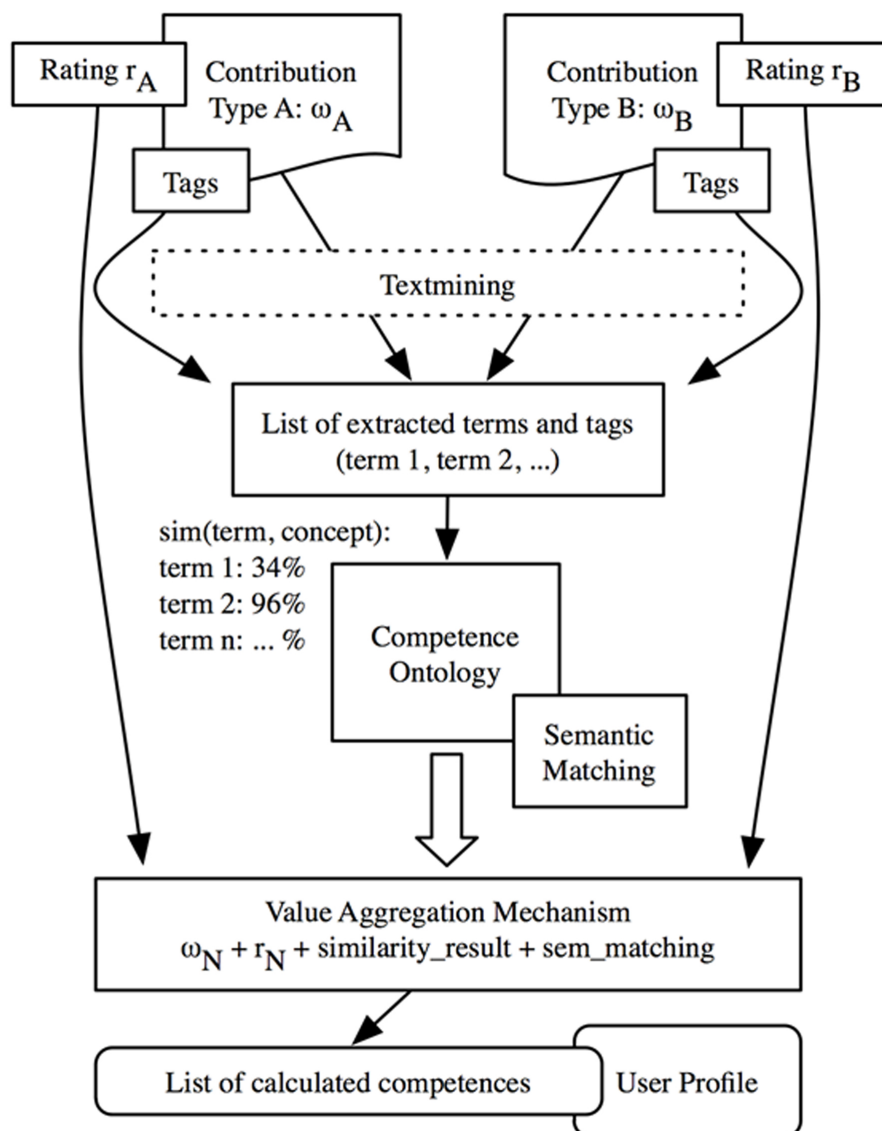 Rating r_A
Contribution
Type A: ω_A
Tags
Contribution
Type B: ω_B
Rating r_B
Tags
Textmining
List of extracted terms and tags
(term 1, term 2, ...)
sim(term, concept):
term 1: 34%
term 2: 96%
term n: ... %
Competence
Ontology
Semantic
Matching
Value Aggregation Mechanism
ω_N + r_N + similarity_result + sem_matching
List of calculated competences
User Profile